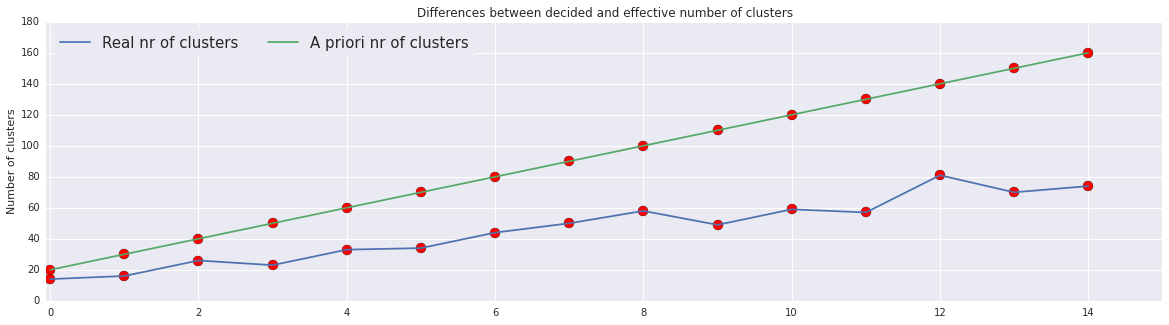 Differences between decided and effective number of clusters
Real nr of clusters A priori nr of clusters
Number of clusters
180
160
140
120
100
80
60
40
20
0
0 2 4 6 8 10 12 14